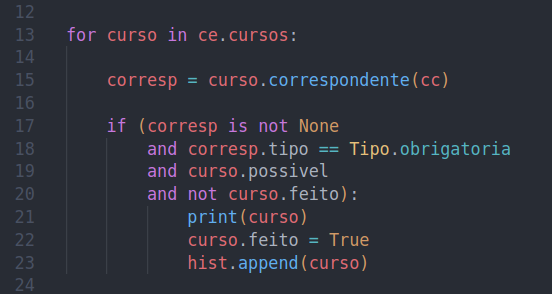 12
13 for curso in ce.cursos:
14
15     corresp = curso.correspondente(cc)
16
17     if (corresp is not None
18         and corresp.tipo == Tipo.obrigatoria
19         and curso.possivel
20         and not curso.feito):
21             print(curso)
22             curso.feito = True
23             hist.append(curso)
24